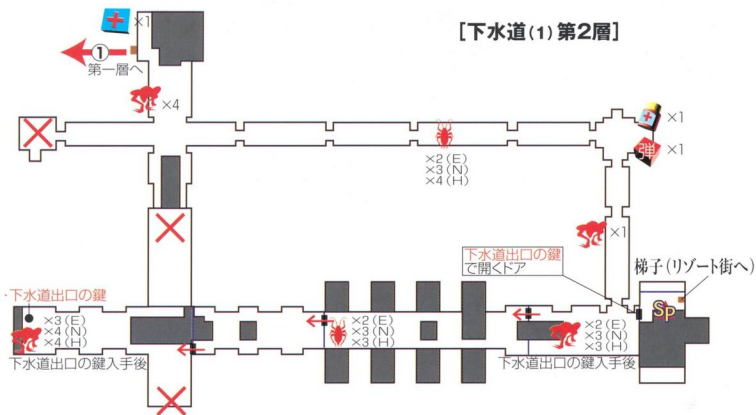 [下水道(1) 第2層]
×1
①
第一層へ
×4
×1
弾 ×1
×2(E)
×3(N)
×4(H)
×1
下水道出口の鍵
で開くドア
梯子(リゾート街へ)
SP
下水道出口の鍵
×3(E)
×4(N)
×4(H)
下水道出口の鍵入手後
×2(E)
×3(N)
×3(H)
×2(E)
×3(N)
×3(H)
下水道出口の鍵入手後